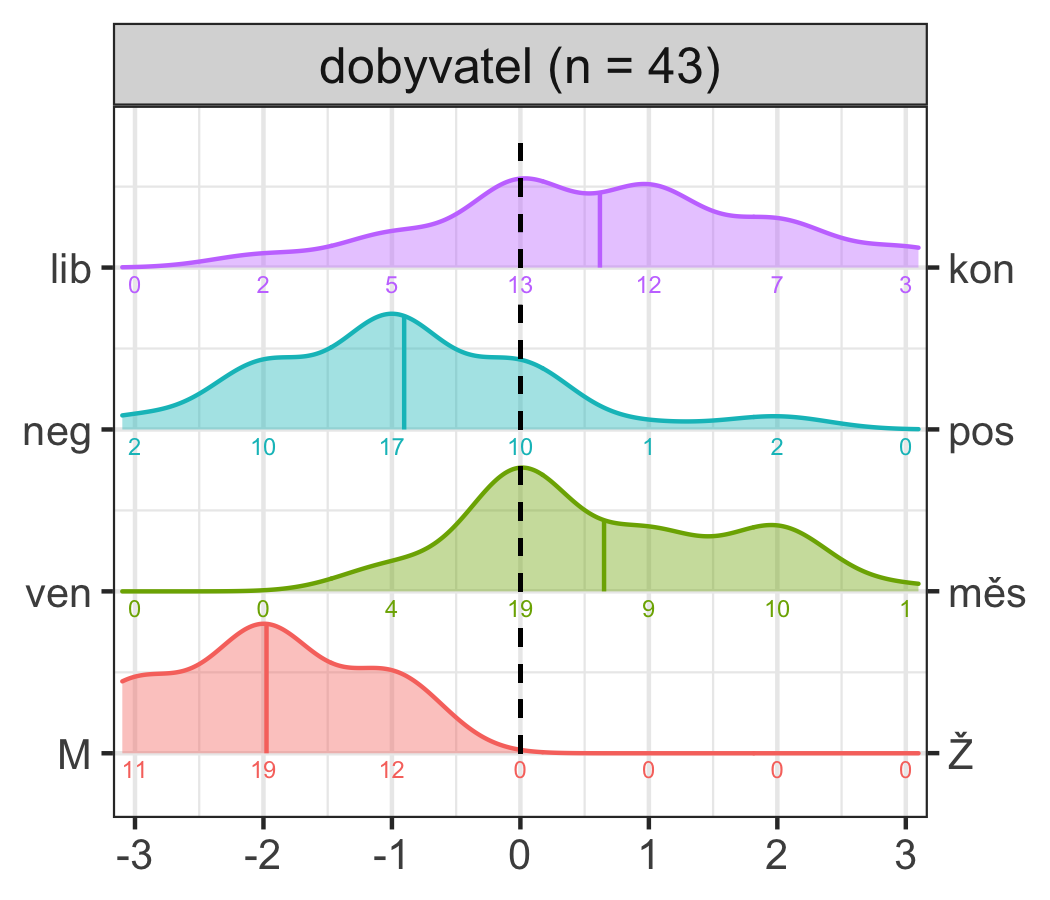 dobyvatel (n = 43)
lib kon
0 2 5 13 12 7 3
neg pos
2 10 17 10 1 2 0
ven měs
0 0 4 19 9 10 1
M Ž
11 19 12 0 0 0 0
-3 -2 -1 0 1 2 3